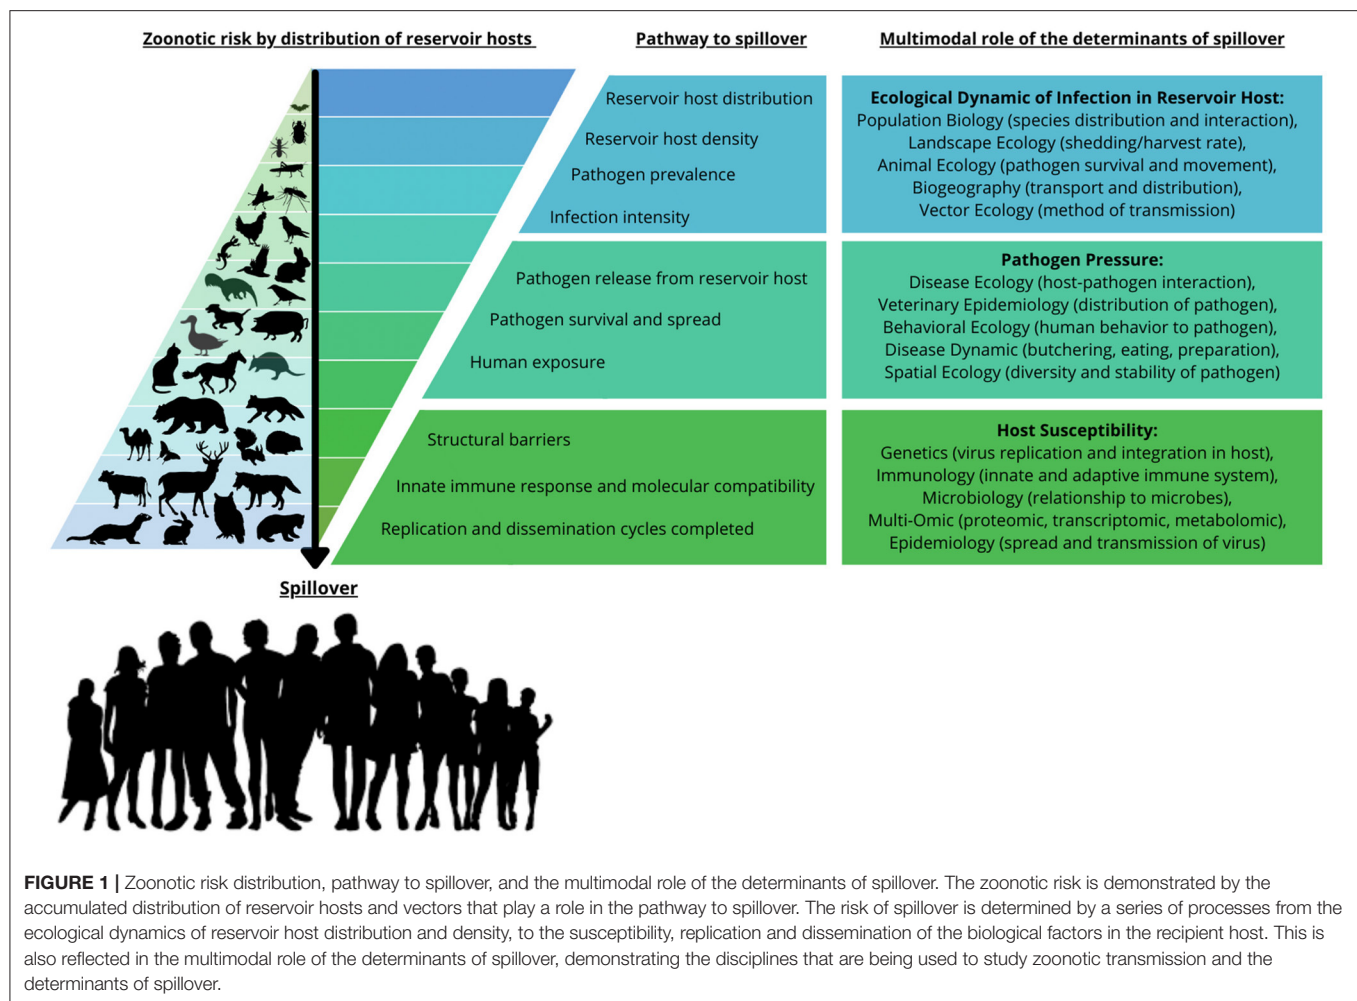 Zoonotic risk by distribution of reservoir hosts
Pathway to spillover
Multimodal role of the determinants of spillover
Reservoir host distribution
Reservoir host density
Pathogen prevalence
Infection intensity
Ecological Dynamic of Infection in Reservoir Host:
Population Biology (species distribution and interaction),
Landscape Ecology (shedding/harvest rate),
Animal Ecology (pathogen survival and movement),
Biogeography (transport and distribution),
Vector Ecology (method of transmission)
Pathogen release from reservoir host
Pathogen survival and spread
Human exposure
Pathogen Pressure:
Disease Ecology (host-pathogen interaction),
Veterinary Epidemiology (distribution of pathogen),
Behavioral Ecology (human behavior to pathogen),
Disease Dynamic (butchering, eating, preparation),
Spatial Ecology (diversity and stability of pathogen)
Structural barriers
Innate immune response and molecular compatibility
Replication and dissemination cycles completed
Host Susceptibility:
Genetics (virus replication and integration in host),
Immunology (innate and adaptive immune system),
Microbiology (relationship to microbes),
Multi-Omic (proteomic, transcriptomic, metabolomic),
Epidemiology (spread and transmission of virus)
Spillover
FIGURE 1 | Zoonotic risk distribution, pathway to spillover, and the multimodal role of the determinants of spillover. The zoonotic risk is demonstrated by the
accumulated distribution of reservoir hosts and vectors that play a role in the pathway to spillover. The risk of spillover is determined by a series of processes from the
ecological dynamics of reservoir host distribution and density, to the susceptibility, replication and dissemination of the biological factors in the recipient host. This is
also reflected in the multimodal role of the determinants of spillover, demonstrating the disciplines that are being used to study zoonotic transmission and the
determinants of spillover.